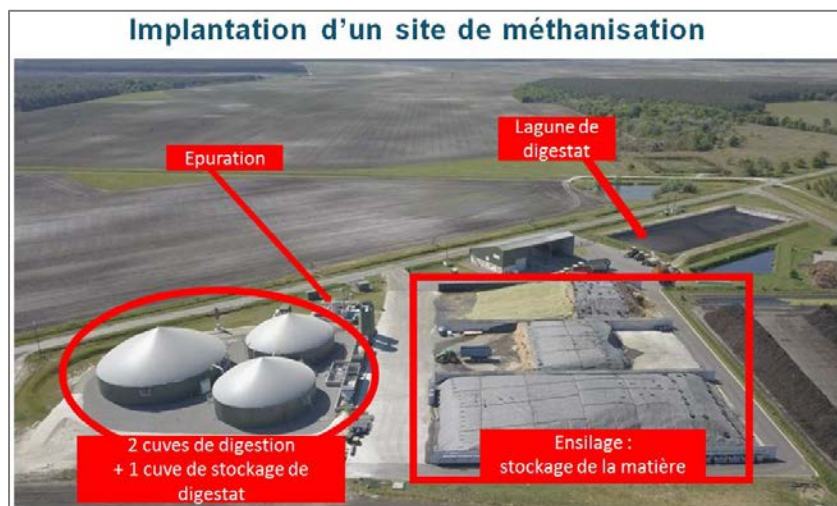 Implantation d’un site de méthanisation
Epuration
Lagune de
digestat
2 cuves de digestion
+ 1 cuve de stockage de
digestat
Ensilage :
stockage de la matière